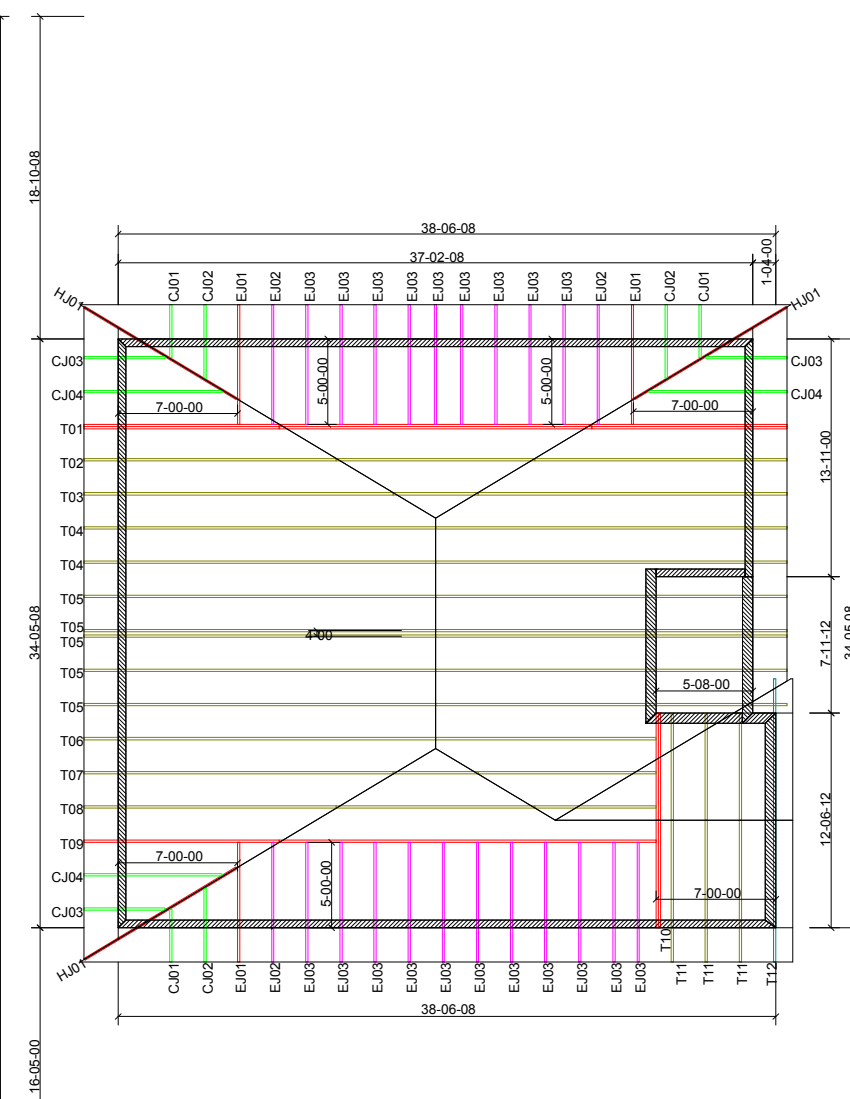 18-10-08
38-06-08
37-02-08
1-04-00
HJ01
CJ01
CJ02
EJ01
EJ02
EJ03
EJ03
EJ03
EJ03
EJ03
EJ03
EJ03
EJ03
EJ02
EJ01
CJ02
CJ01
HJ01
CJ03
CJ04
CJ03
CJ04
7-00-00
5-00-00
5-00-00
7-00-00
13-11-00
T01
T02
T03
T04
T04
T05
T05
T05
T05
T05
T06
T07
T08
T09
4-00
34-05-08
7-11-12
34-05-08
5-08-00
12-06-12
7-00-00
5-00-00
7-00-00
CJ04
CJ03
HJ01
CJ01
CJ02
EJ01
EJ02
EJ03
EJ03
EJ03
EJ03
EJ03
EJ03
EJ03
EJ03
EJ03
EJ03
T10
T11
T11
T11
T12
38-06-08
16-05-00